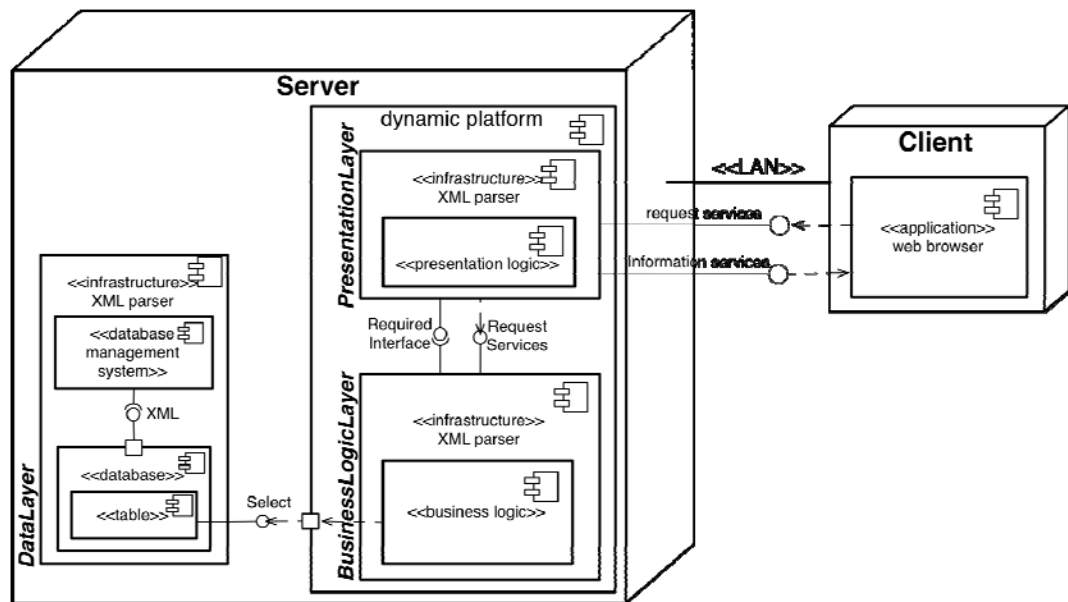 Server
dynamic platform
PresentationLayer
<<infrastructure>>
XML parser
<<presentation logic>>
Required
Interface
Request
Services
BusinessLogicLayer
<<infrastructure>>
XML parser
<<business logic>>
DataLayer
<<infrastructure>>
XML parser
<<database
management
system>>
XML
<<database>>
<<table>>
Select
<<LAN>>
request services
Information services
Client
<<application>>
web browser